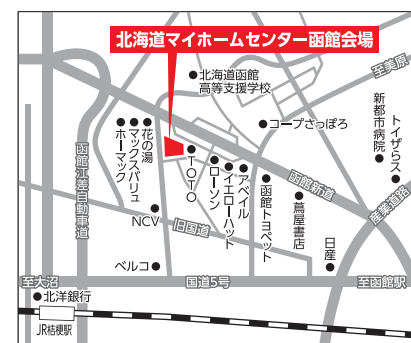 北海道マイホームセンター函館会場
北海道函館
高等支援学校
至美原
コープさっぽろ
新都市病院
トイザらス
花の湯
マックスバリュ
ホーマック
TOTO
ローソン
イエローハット
アベイル
函館トヨペット
函館新道
蔦屋書店
産業道路
日産
函館江差自動車道
NCV
旧国道
ベルコ
至大沼
国道5号
至函館駅
北洋銀行
JR桔梗駅